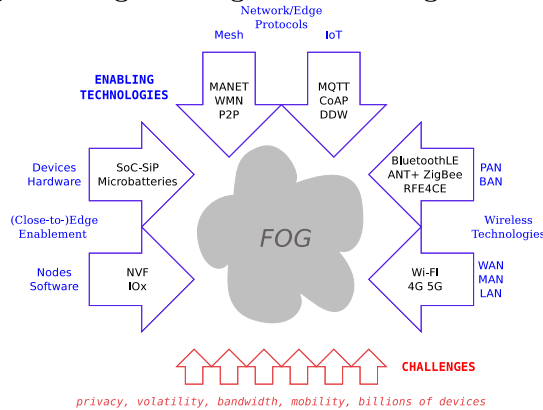 Network/Edge
Protocols
Mesh
IoT
ENABLING
TECHNOLOGIES
MANET
WMN
P2P
MQTT
CoAP
DDW
Devices
Hardware
SoC-SiP
Microbatteries
BluetoothLE
ANT+ ZigBee
RFE4CE
PAN
BAN
(Close-to-)Edge
Enablement
FOG
Wireless
Technologies
Nodes
Software
NVF
IOx
Wi-FI
4G 5G
WAN
MAN
LAN
CHALLENGES
privacy, volatility, bandwidth, mobility, billions of devices